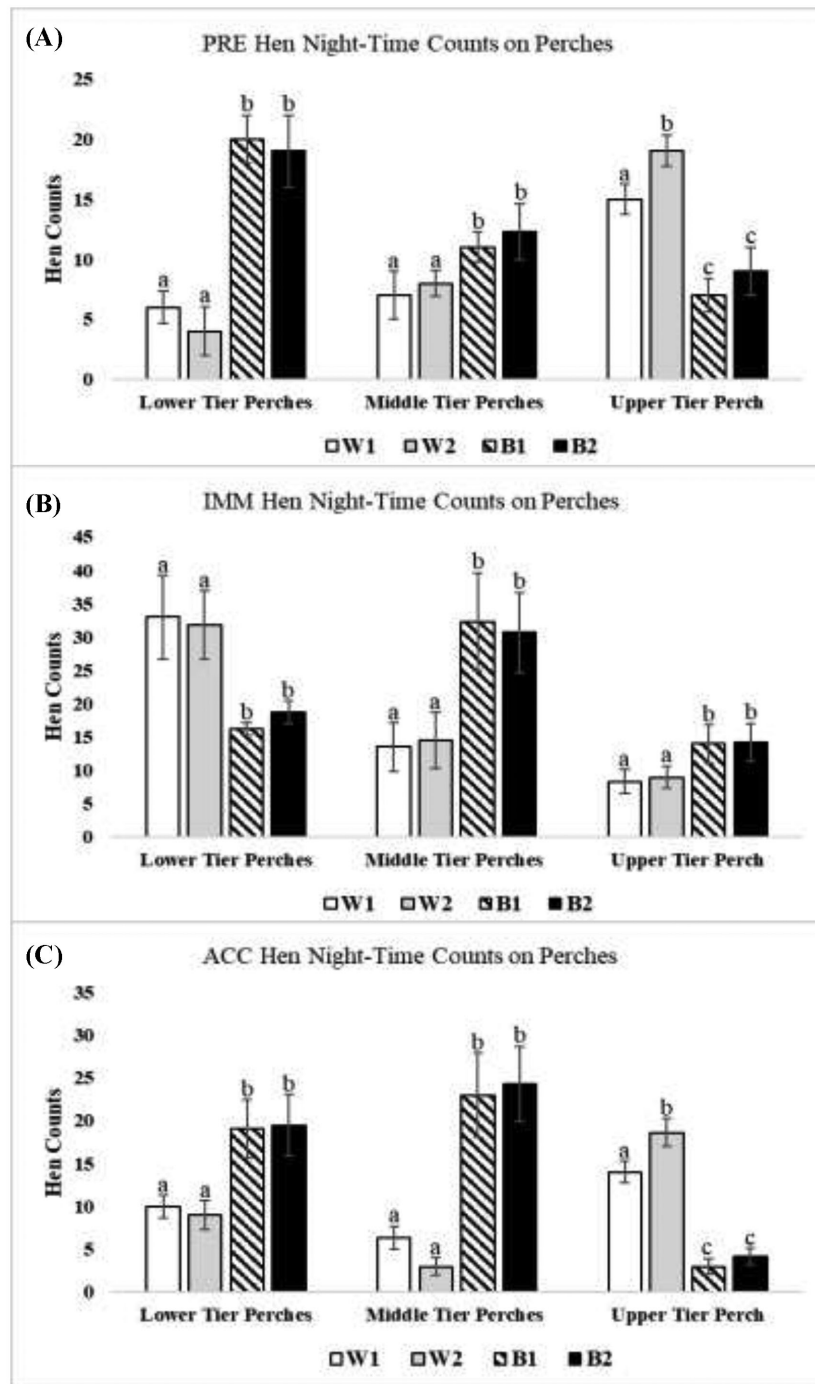 (A)
PRE Hen Night-Time Counts on Perches
25
20
15
10
5
0
Hen Counts
a a b b
a a b b
a b c c
Lower Tier Perches Middle Tier Perches Upper Tier Perch
W1 W2 B1 B2
(B)
IMM Hen Night-Time Counts on Perches
45
40
35
30
25
20
15
10
5
0
Hen Counts
a a b b
a a b b
a a b b
Lower Tier Perches Middle Tier Perches Upper Tier Perch
W1 W2 B1 B2
(C)
ACC Hen Night-Time Counts on Perches
35
30
25
20
15
10
5
0
Hen Counts
a a b b
a a b b
a b c c
Lower Tier Perches Middle Tier Perches Upper Tier Perch
W1 W2 B1 B2